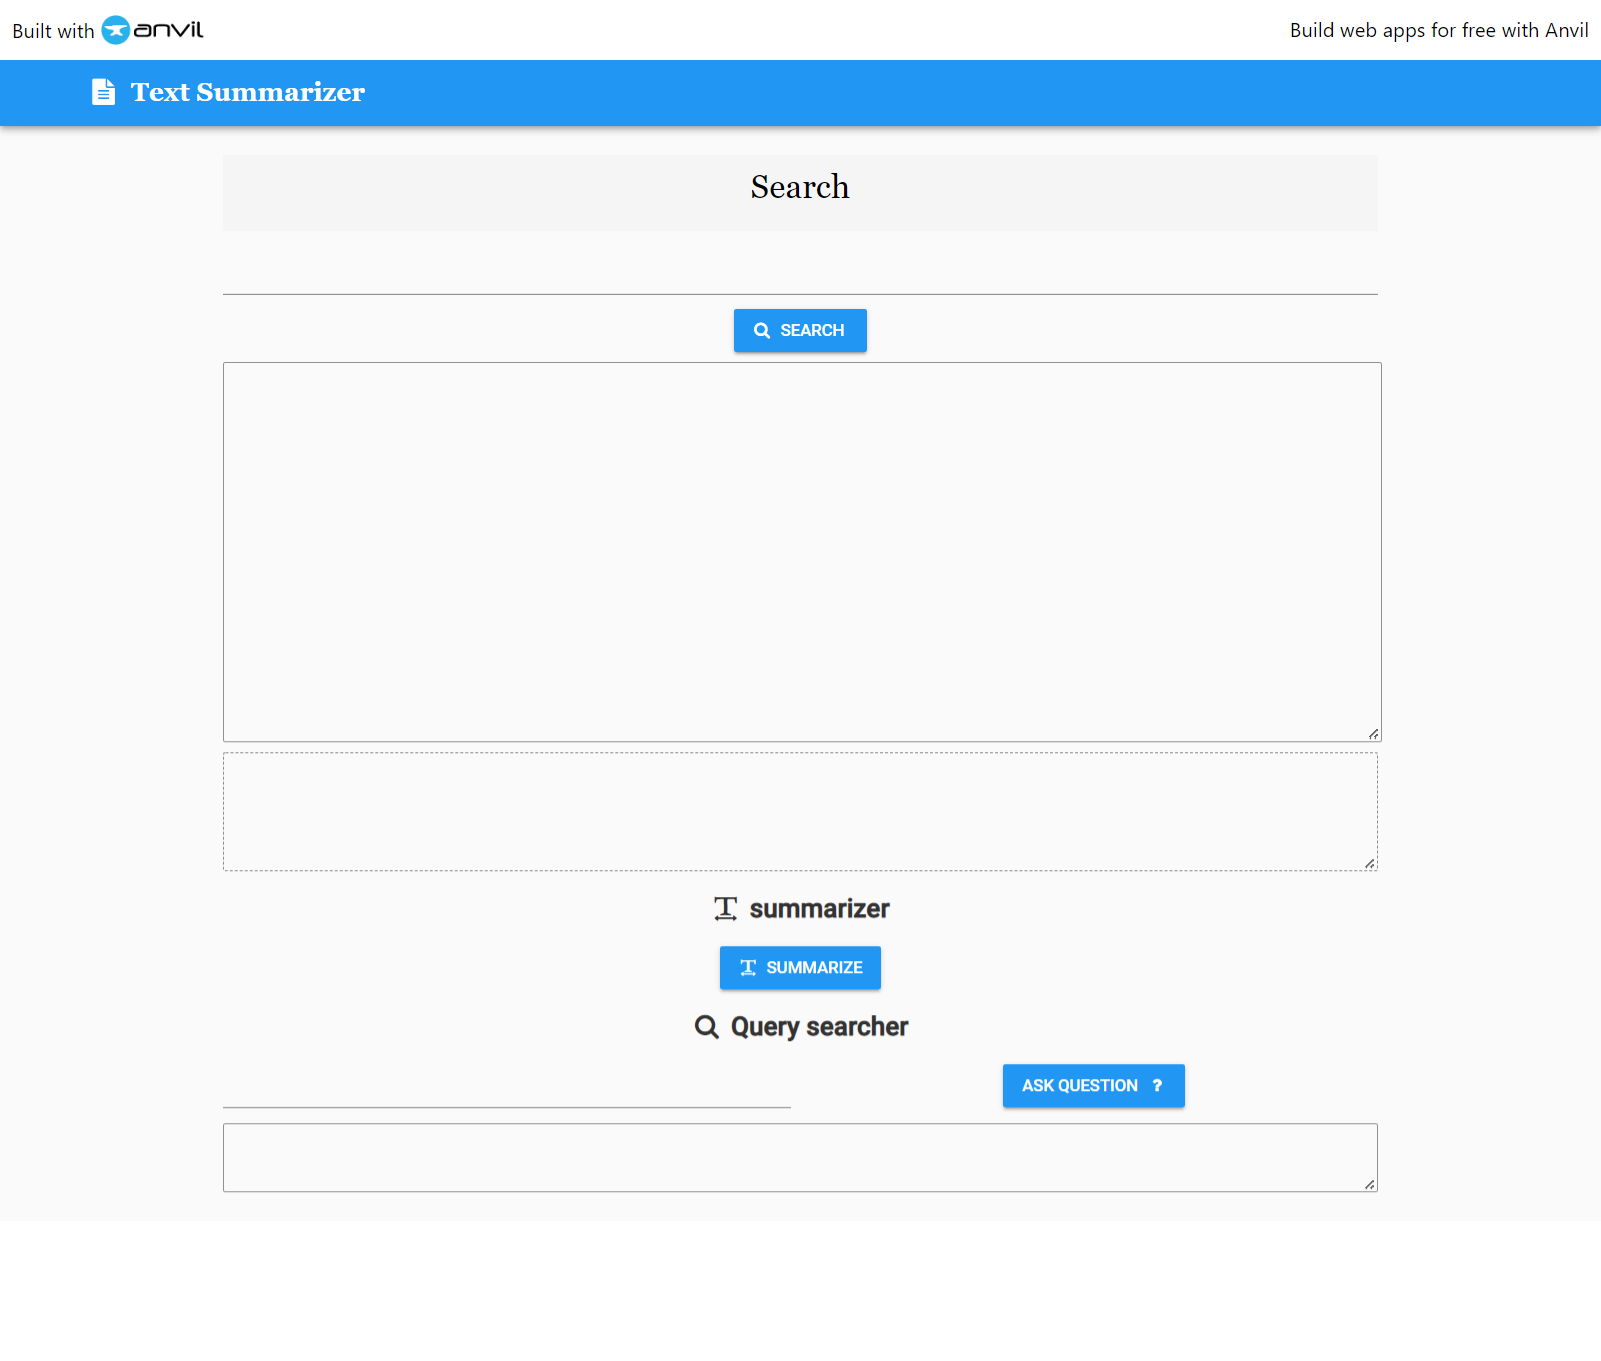 Built with anvil
Build web apps for free with Anvil
Text Summarizer
Search
SEARCH
summarizer
SUMMARIZE
Query searcher
ASK QUESTION ?